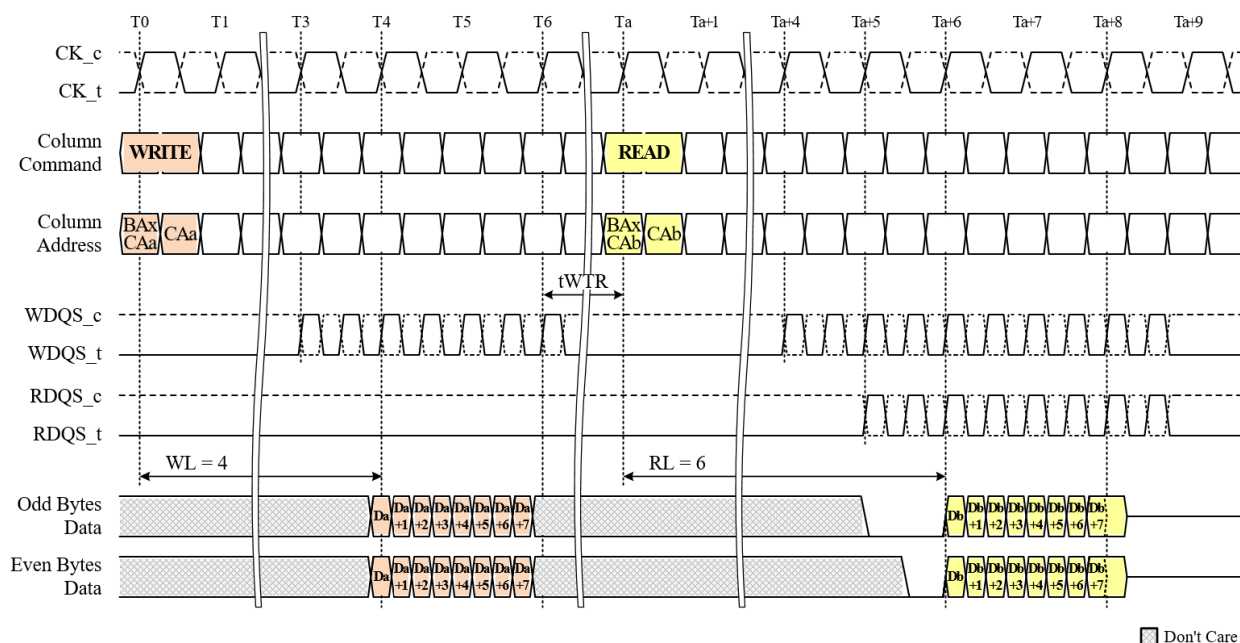 T0 T1 T3 T4 T5 T6 Ta Ta+1 Ta+4 Ta+5 Ta+6 Ta+7 Ta+8 Ta+9
CK_c
CK_t
Column
Command
WRITE READ
Column
Address
BAx
CAa
CAa
BAx
CAb
CAb
tWTR
WDQS_c
WDQS_t
RDQS_c
RDQS_t
WL = 4
RL = 6
Odd Bytes
Data
Da Da+1 Da+2 Da+3 Da+4 Da+5 Da+6 Da+7 Db Db+1 Db+2 Db+3 Db+4 Db+5 Db+6 Db+7
Even Bytes
Data
Da Da+1 Da+2 Da+3 Da+4 Da+5 Da+6 Da+7 Db Db+1 Db+2 Db+3 Db+4 Db+5 Db+6 Db+7
Don't Care